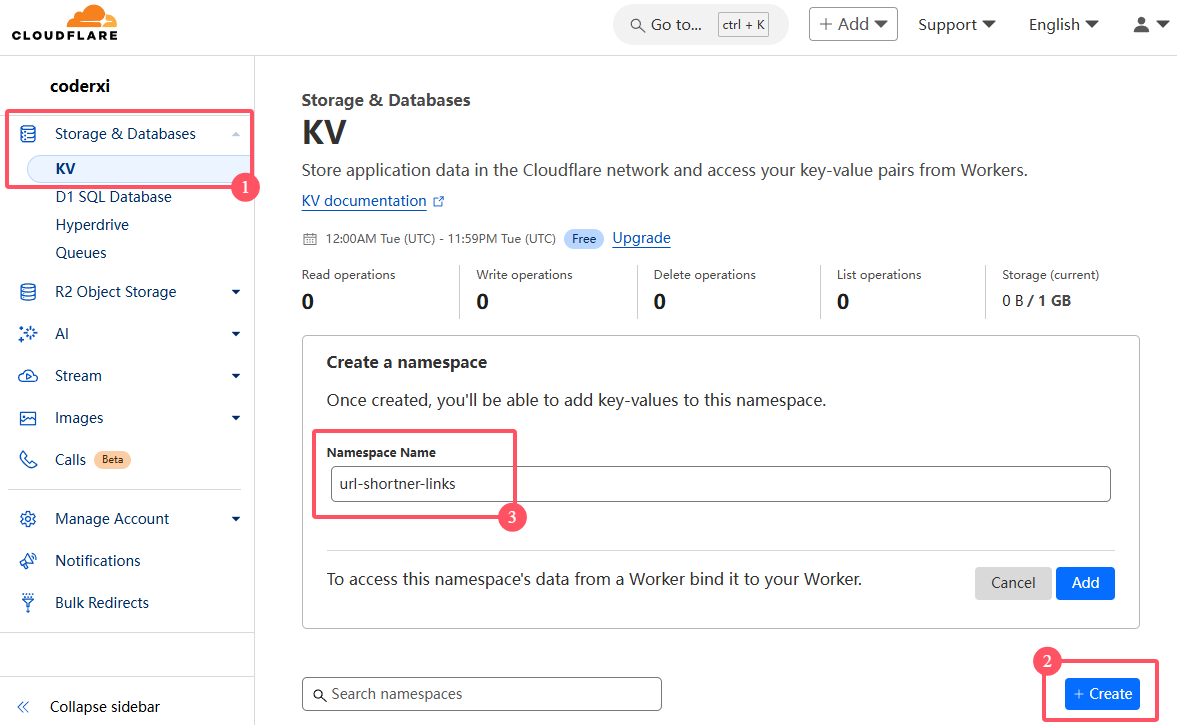 CLOUDFLARE
Go to... ctrl + K
+ Add
Support
English
coderxi
Storage & Databases
KV
1
D1 SQL Database
Hyperdrive
Queues
R2 Object Storage
AI
Stream
Images
Calls Beta
Manage Account
Notifications
Bulk Redirects
Collapse sidebar
Storage & Databases
KV
Store application data in the Cloudflare network and access your key-value pairs from Workers.
KV documentation
12:00AM Tue (UTC) - 11:59PM Tue (UTC) Free Upgrade
Read operations
0
Write operations
0
Delete operations
0
List operations
0
Storage (current)
0 B / 1 GB
Create a namespace
Once created, you'll be able to add key-values to this namespace.
Namespace Name
url-shortner-links
3
To access this namespace's data from a Worker bind it to your Worker.
Cancel
Add
2
Search namespaces
+ Create